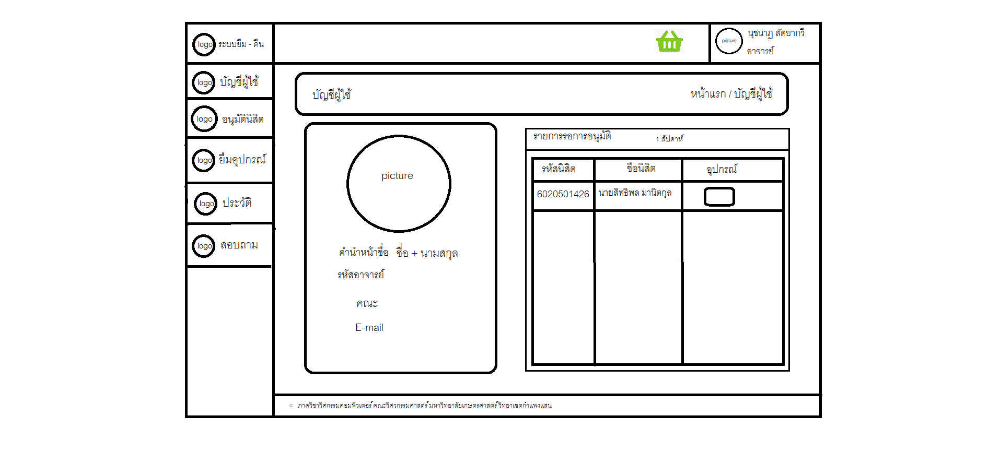 logo ระบบยืม - คืน
picture
นุชนาฎ สัตยากวี
อาจารย์
logo บัญชีผู้ใช้
logo อนุมัตินิสิต
logo ยืมอุปกรณ์
logo ประวัติ
logo สอบถาม
บัญชีผู้ใช้
หน้าแรก / บัญชีผู้ใช้
picture
คำนำหน้าชื่อ ชื่อ + นามสกุล
รหัสอาจารย์
คณะ
E-mail
รายการรอการอนุมัติ 1 สัปดาห์
รหัสนิสิต ชือนิสิต อุปกรณ์
6020501426 นายสิทธิพล มานิตกุล
© ภาควิชาวิศกรรมคอมพิวเตอร์ คณะวิศวกรรมศาสตร์ มหาวิทยาลัยเกษตรศาสตร์ วิทยาเขตกำแพงแสน